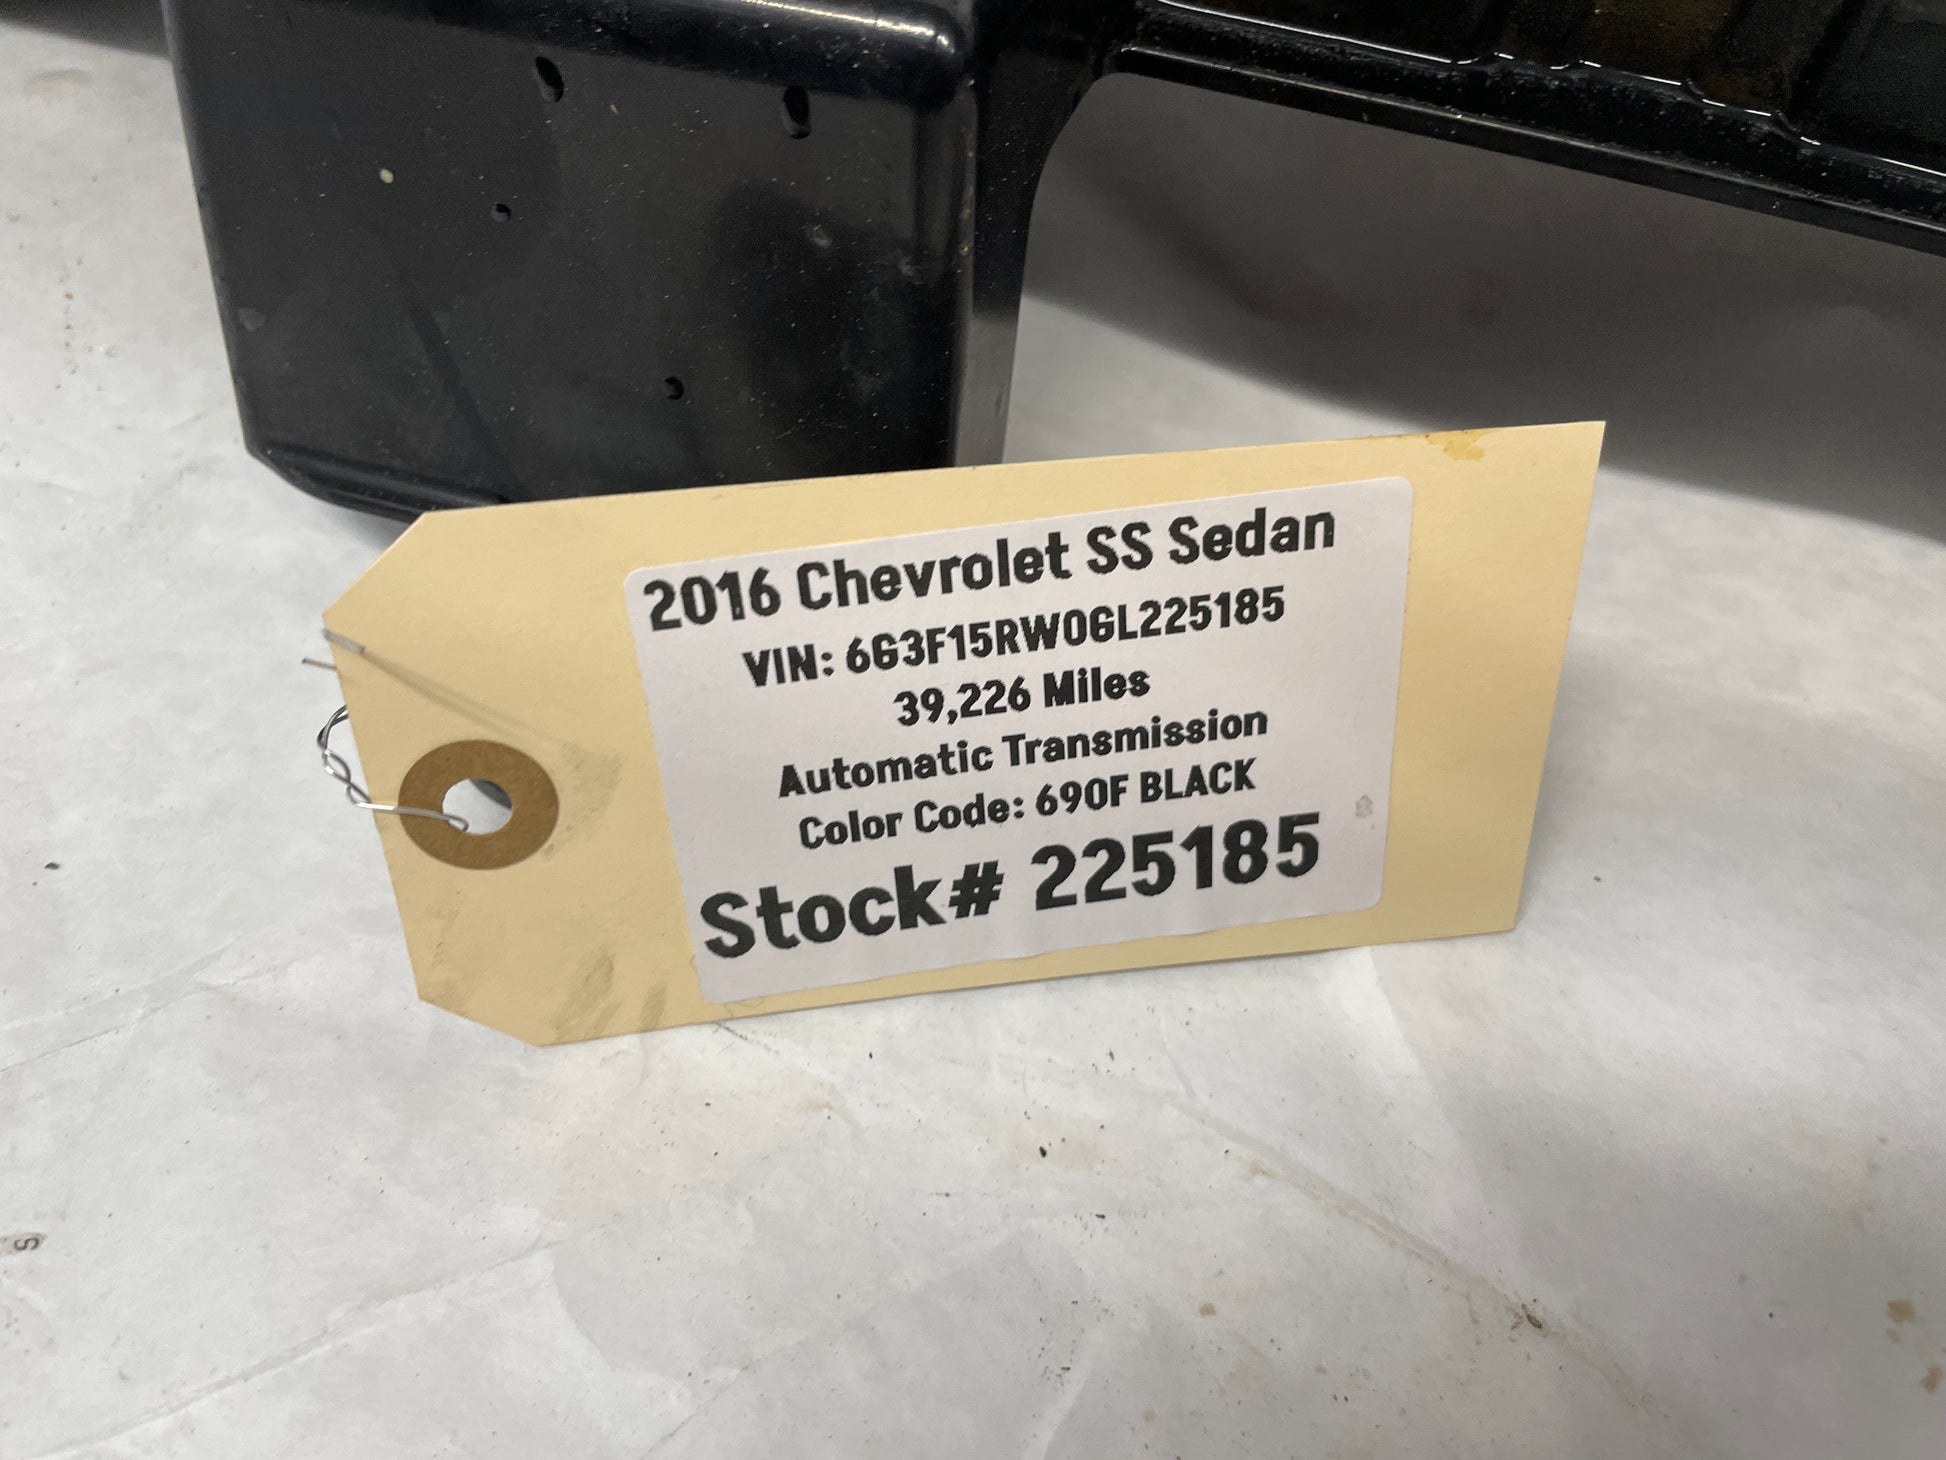 2016 Chevrolet SS Sedan
VIN: 6G3F15RW0GL225185
39,226 Miles
Automatic Transmission
Color Code: 690F BLACK
Stock# 225185
S